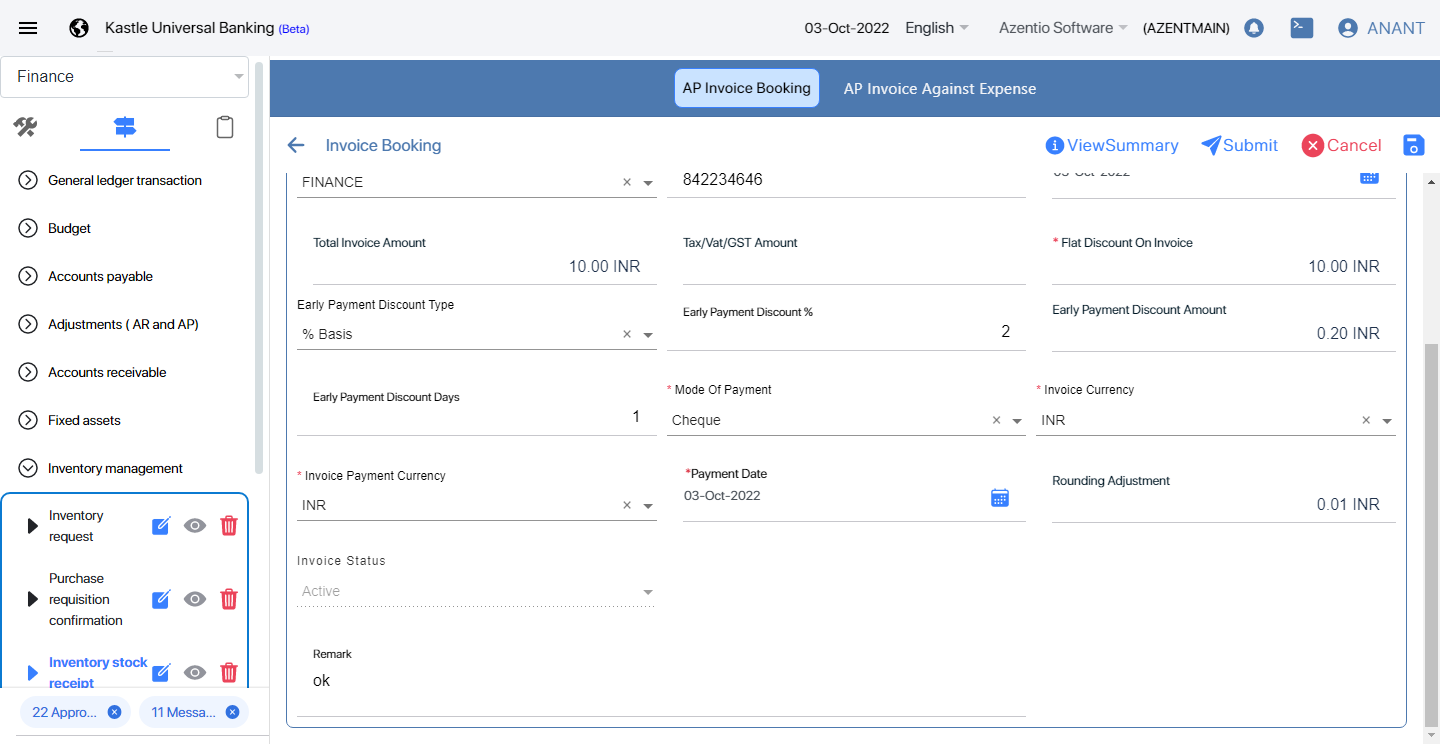 Kastle Universal Banking (Beta)
03-Oct-2022
English
Azentio Software
(AZENTMAIN)
ANANT
Finance
General ledger transaction
Budget
Accounts payable
Adjustments ( AR and AP)
Accounts receivable
Fixed assets
Inventory management
Inventory
request
Purchase
requisition
confirmation
Inventory stock
receipt
22 Appro...
11 Messa...
AP Invoice Booking
AP Invoice Against Expense
Invoice Booking
ViewSummary
Submit
Cancel
FINANCE
842234646
03-Oct-2022
Total Invoice Amount
10.00 INR
Tax/Vat/GST Amount
* Flat Discount On Invoice
10.00 INR
Early Payment Discount Type
% Basis
Early Payment Discount %
2
Early Payment Discount Amount
0.20 INR
Early Payment Discount Days
1
* Mode Of Payment
Cheque
* Invoice Currency
INR
* Invoice Payment Currency
INR
*Payment Date
03-Oct-2022
Rounding Adjustment
0.01 INR
Invoice Status
Active
Remark
ok